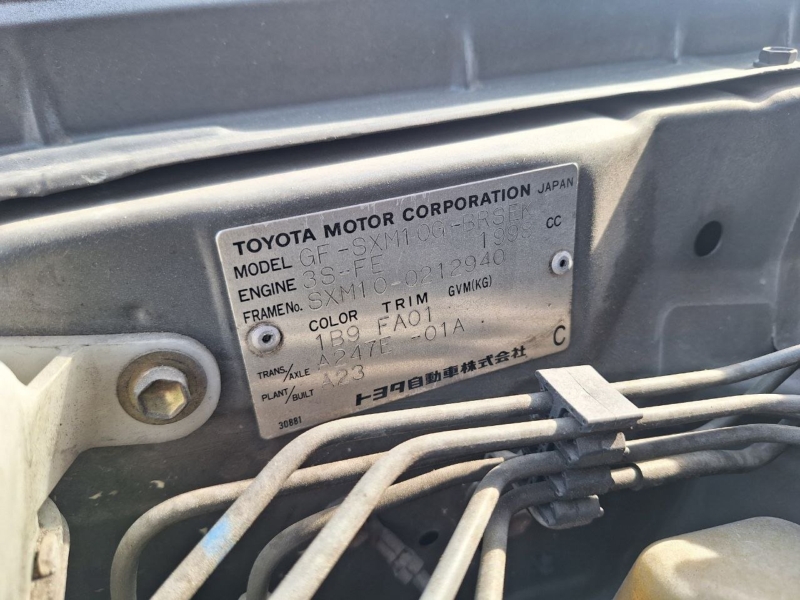 TOYOTA MOTOR CORPORATION JAPAN
MODEL GF-SXM10G-BRSEK
ENGINE 3S-FE 1998 CC
FRAME No. SXM10-0212940
COLOR TRIM GVM(KG)
1B9 FA01
TRANS./AXLE A247E -01A
PLANT/BUILT A23
C
トヨタ自動車株式会社
30881